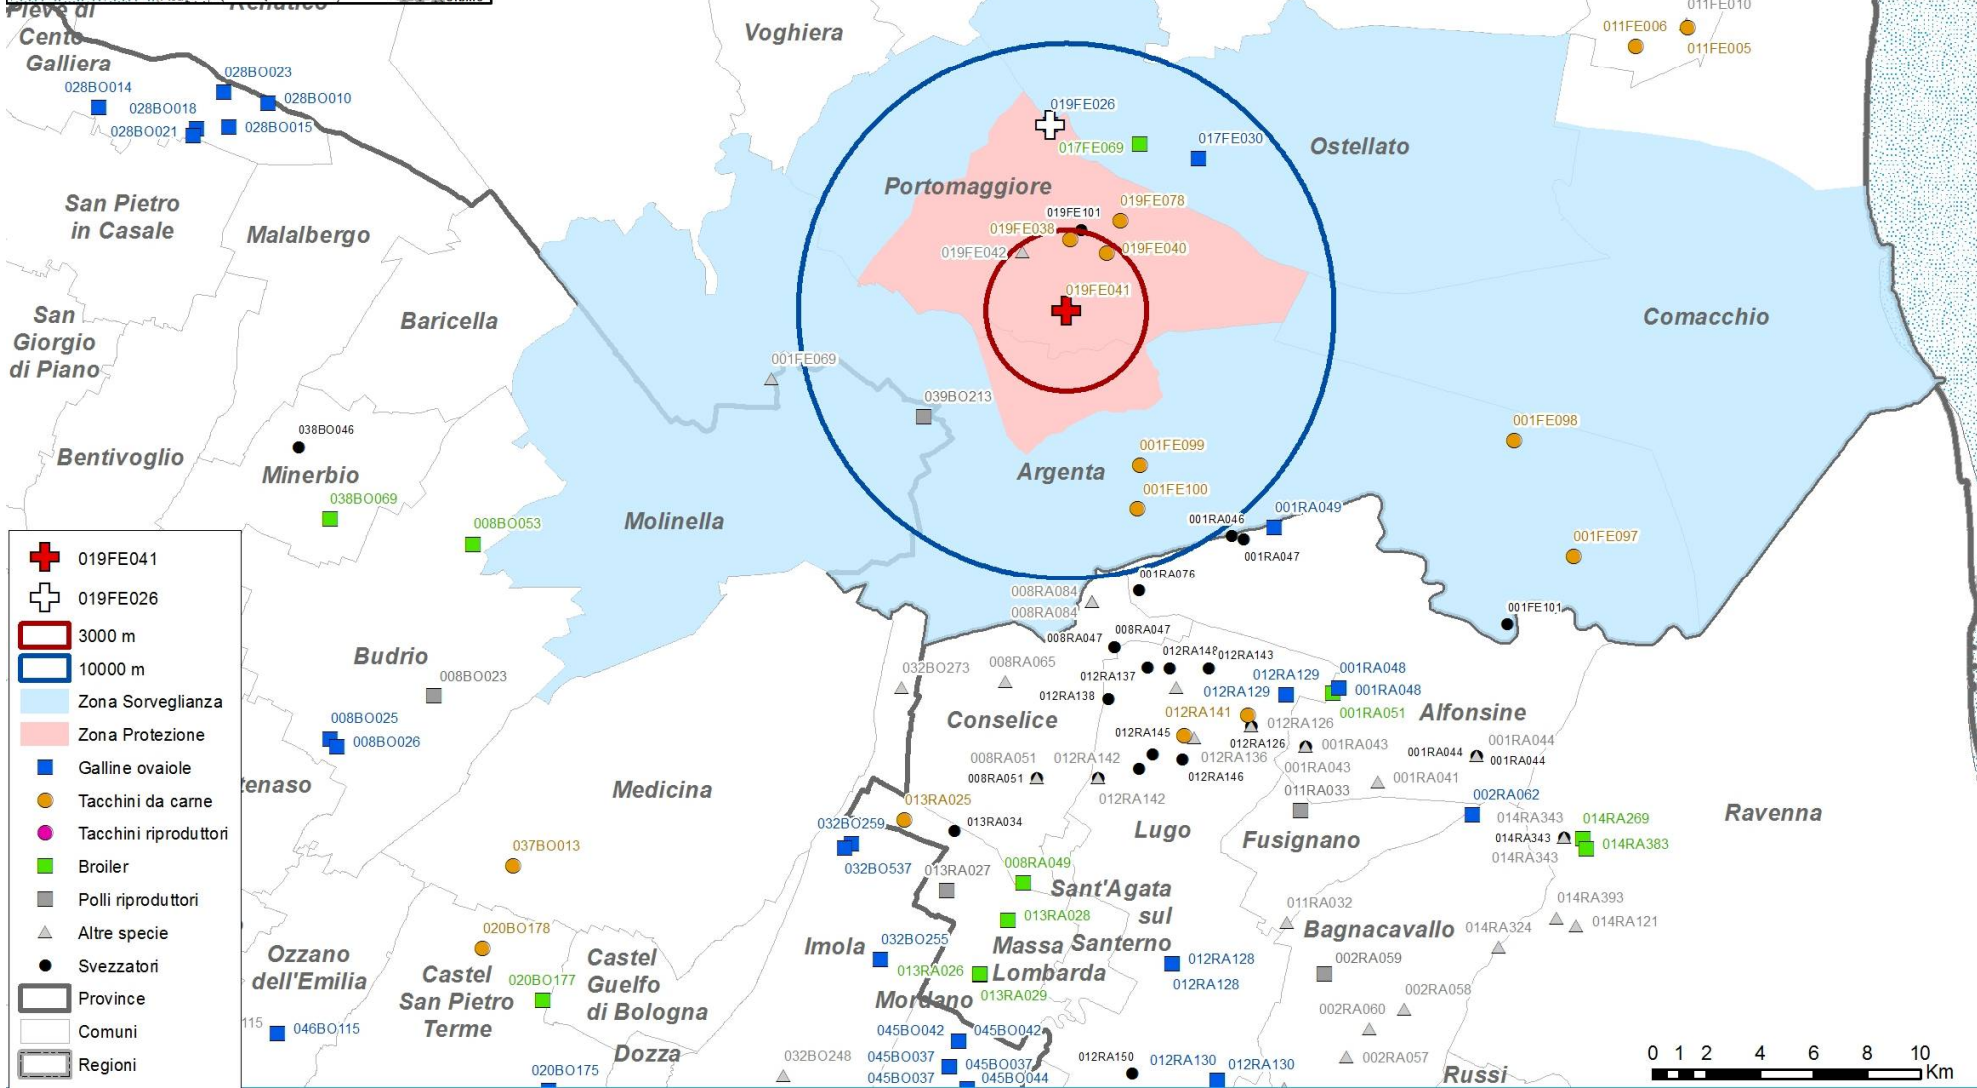 Pieve di
Cento
Galliera
Renatico
Voghiera
011FE010
011FE006
011FE005
028BO014
028BO023
028BO018
028BO010
028BO021
028BO015
019FE026
017FE069
017FE030
Ostellato
Portomaggiore
San Pietro
in Casale
Malalbergo
019FE078
019FE101
019FE038
019FE042
019FE040
019FE041
San
Giorgio
di Piano
Baricella
Comacchio
001FE069
039BO213
038BO046
Bentivoglio
Minerbio
038BO069
008BO053
Molinella
Argenta
001FE099
001FE100
001FE098
001RA046
001RA049
001RA047
001FE097
001RA076
008RA084
008RA084
001FE101
008RA047
008RA047
Budrio
008BO023
032BO273
008RA065
012RA148
012RA143
012RA137
012RA138
012RA129
012RA129
001RA048
001RA048
001RA051
Conselice
012RA141
012RA126
012RA126
Alfonsine
008BO025
008BO026
012RA145
012RA136
012RA146
001RA043
001RA043
001RA044
001RA044
001RA044
008RA051
008RA051
012RA142
012RA142
001RA041
tenaso
Medicina
013RA025
013RA034
011RA033
002RA062
Ravenna
032BO259
032BO537
Lugo
Fusignano
014RA343
014RA343
014RA343
014RA269
014RA383
037BO013
013RA027
008RA049
Sant'Agata
sul
Santerno
013RA028
011RA032
Bagnacavallo
014RA393
014RA121
014RA324
020BO178
Ozzano
dell'Emilia
Castel
San Pietro
Terme
Castel
Guelfo
di Bologna
Imola
032BO255
Massa
Lombarda
013RA026
013RA029
012RA128
012RA128
002RA059
002RA058
002RA060
002RA057
020BO177
Mordano
115
046BO115
Dozza
020BO175
032BO248
045BO042
045BO042
045BO037
045BO037
045BO037
045BO044
012RA150
012RA130
012RA130
Russi
019FE041
019FE026
3000 m
10000 m
Zona Sorveglianza
Zona Protezione
Galline ovaiole
Tacchini da carne
Tacchini riproduttori
Broiler
Polli riproduttori
Altre specie
Svezzatori
Province
Comuni
Regioni
0 1 2 4 6 8 10
Km